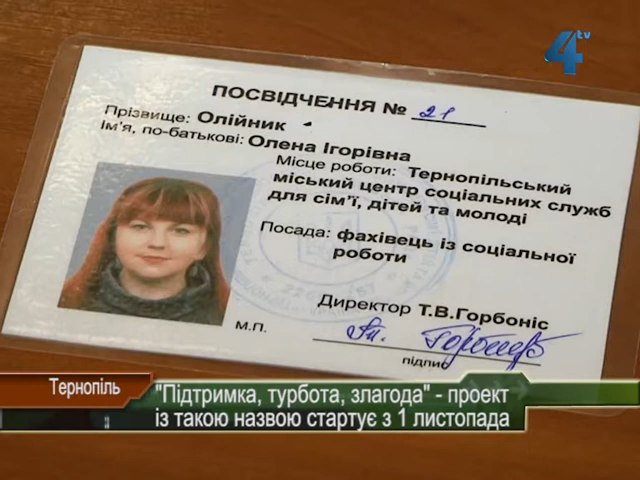 4tv
ПОСВІДЧЕННЯ № 21
Прізвище: Олійник
Ім'я, по-батькові: Олена Ігорівна
Місце роботи: Тернопільський
міський центр соціальних служб
для сім'ї, дітей та молоді
Посада: фахівець із соціальної
роботи
Директор Т.В.Горбоніс
М.П.
підпис
Тернопіль
"Підтримка, турбота, злагода" - проект
із такою назвою стартує з 1 листопада